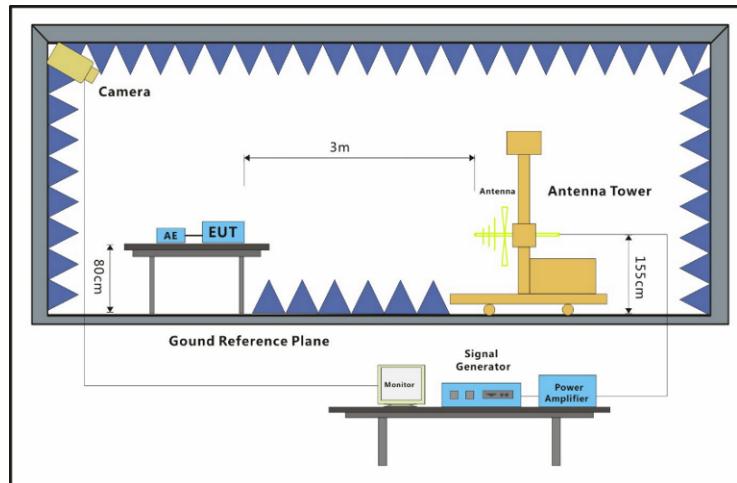 Camera
3m
Antenna
Antenna Tower
AE
EUT
80cm
155cm
Gound Reference Plane
Signal
Generator
Monitor
Power
Amplifier